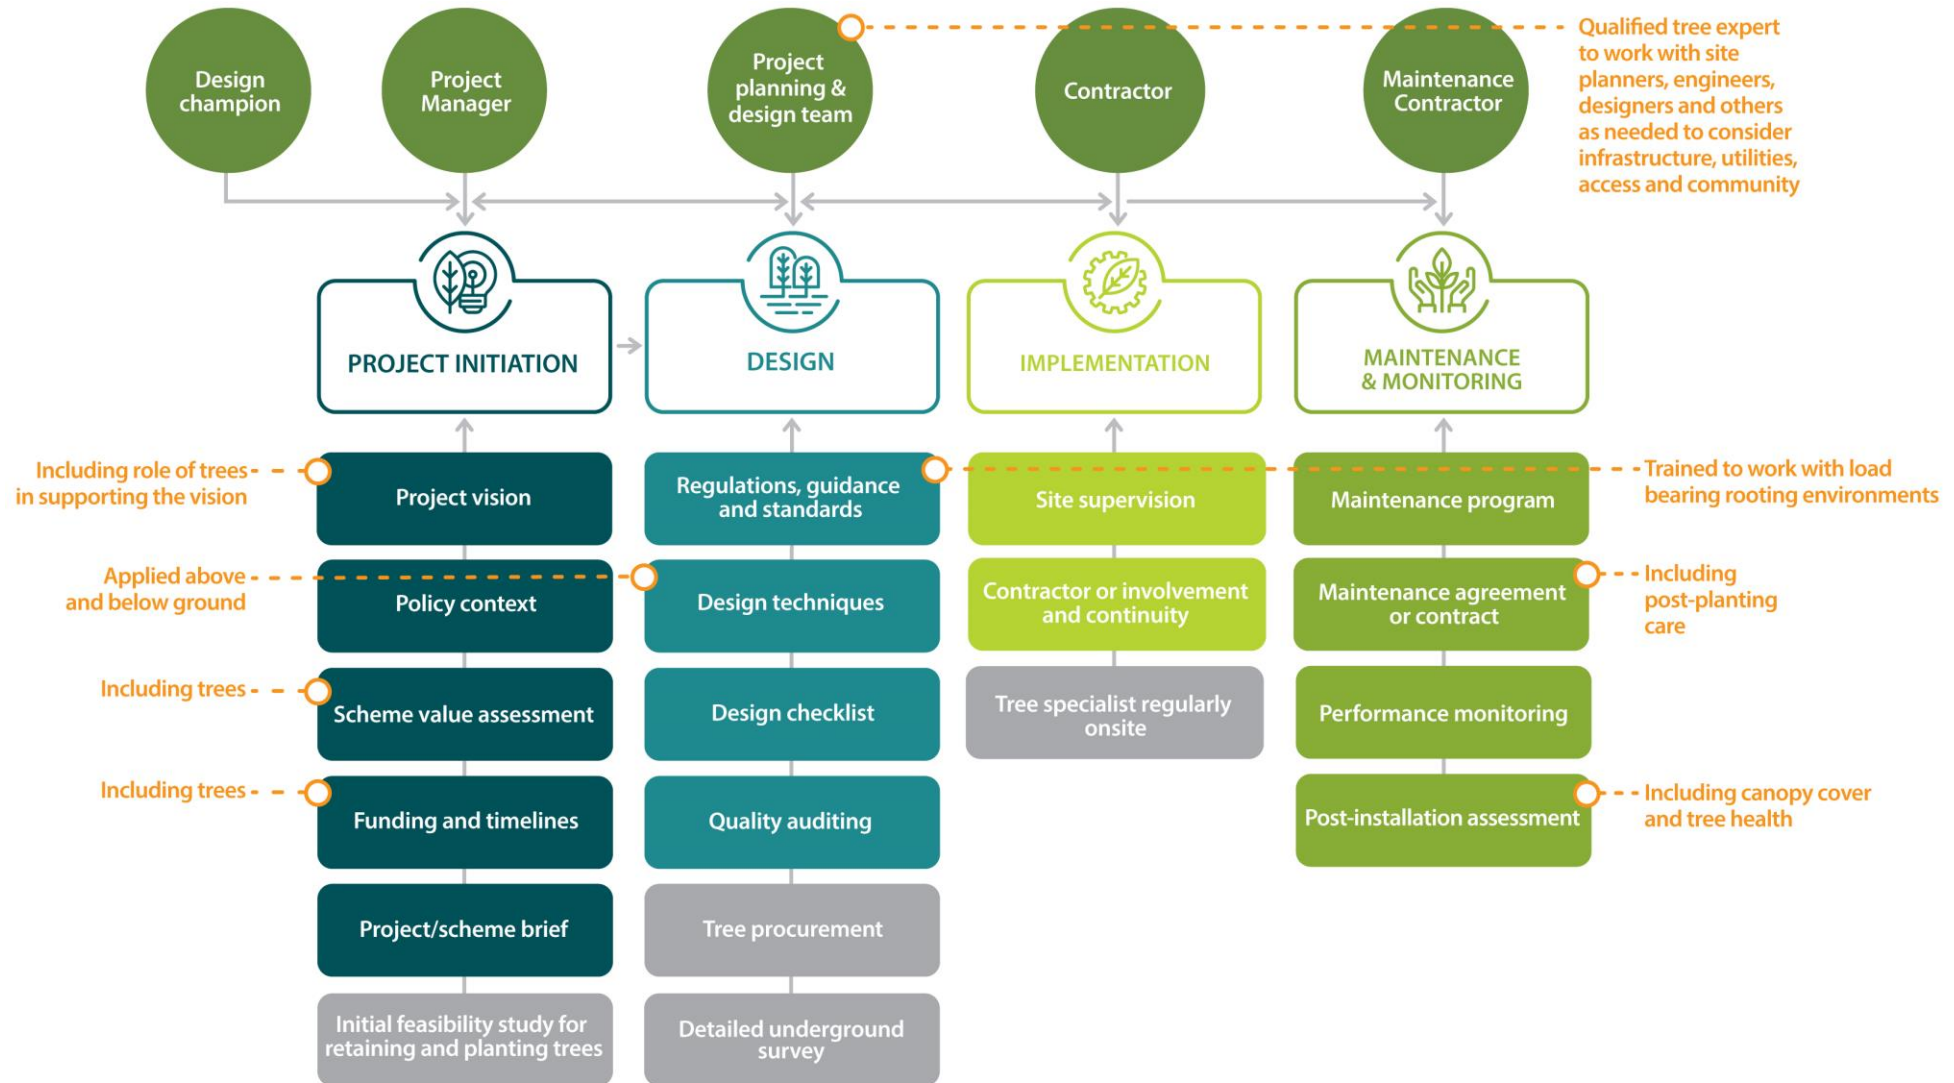 Design
champion
Project
Manager
Project
planning &
design team
Contractor
Maintenance
Contractor
Qualified tree expert
to work with site
planners, engineers,
designers and others
as needed to consider
infrastructure, utilities,
access and community
PROJECT INITIATION
DESIGN
IMPLEMENTATION
MAINTENANCE
& MONITORING
Including role of trees
in supporting the vision
Project vision
Applied above
and below ground
Policy context
Including trees
Scheme value assessment
Including trees
Funding and timelines
Project/scheme brief
Initial feasibility study for
retaining and planting trees
Regulations, guidance
and standards
Design techniques
Design checklist
Quality auditing
Tree procurement
Detailed underground
survey
Site supervision
Contractor or involvement
and continuity
Tree specialist regularly
onsite
Maintenance program
Maintenance agreement
or contract
Performance monitoring
Post-installation assessment
Trained to work with load
bearing rooting environments
Including
post-planting
care
Including canopy cover
and tree health